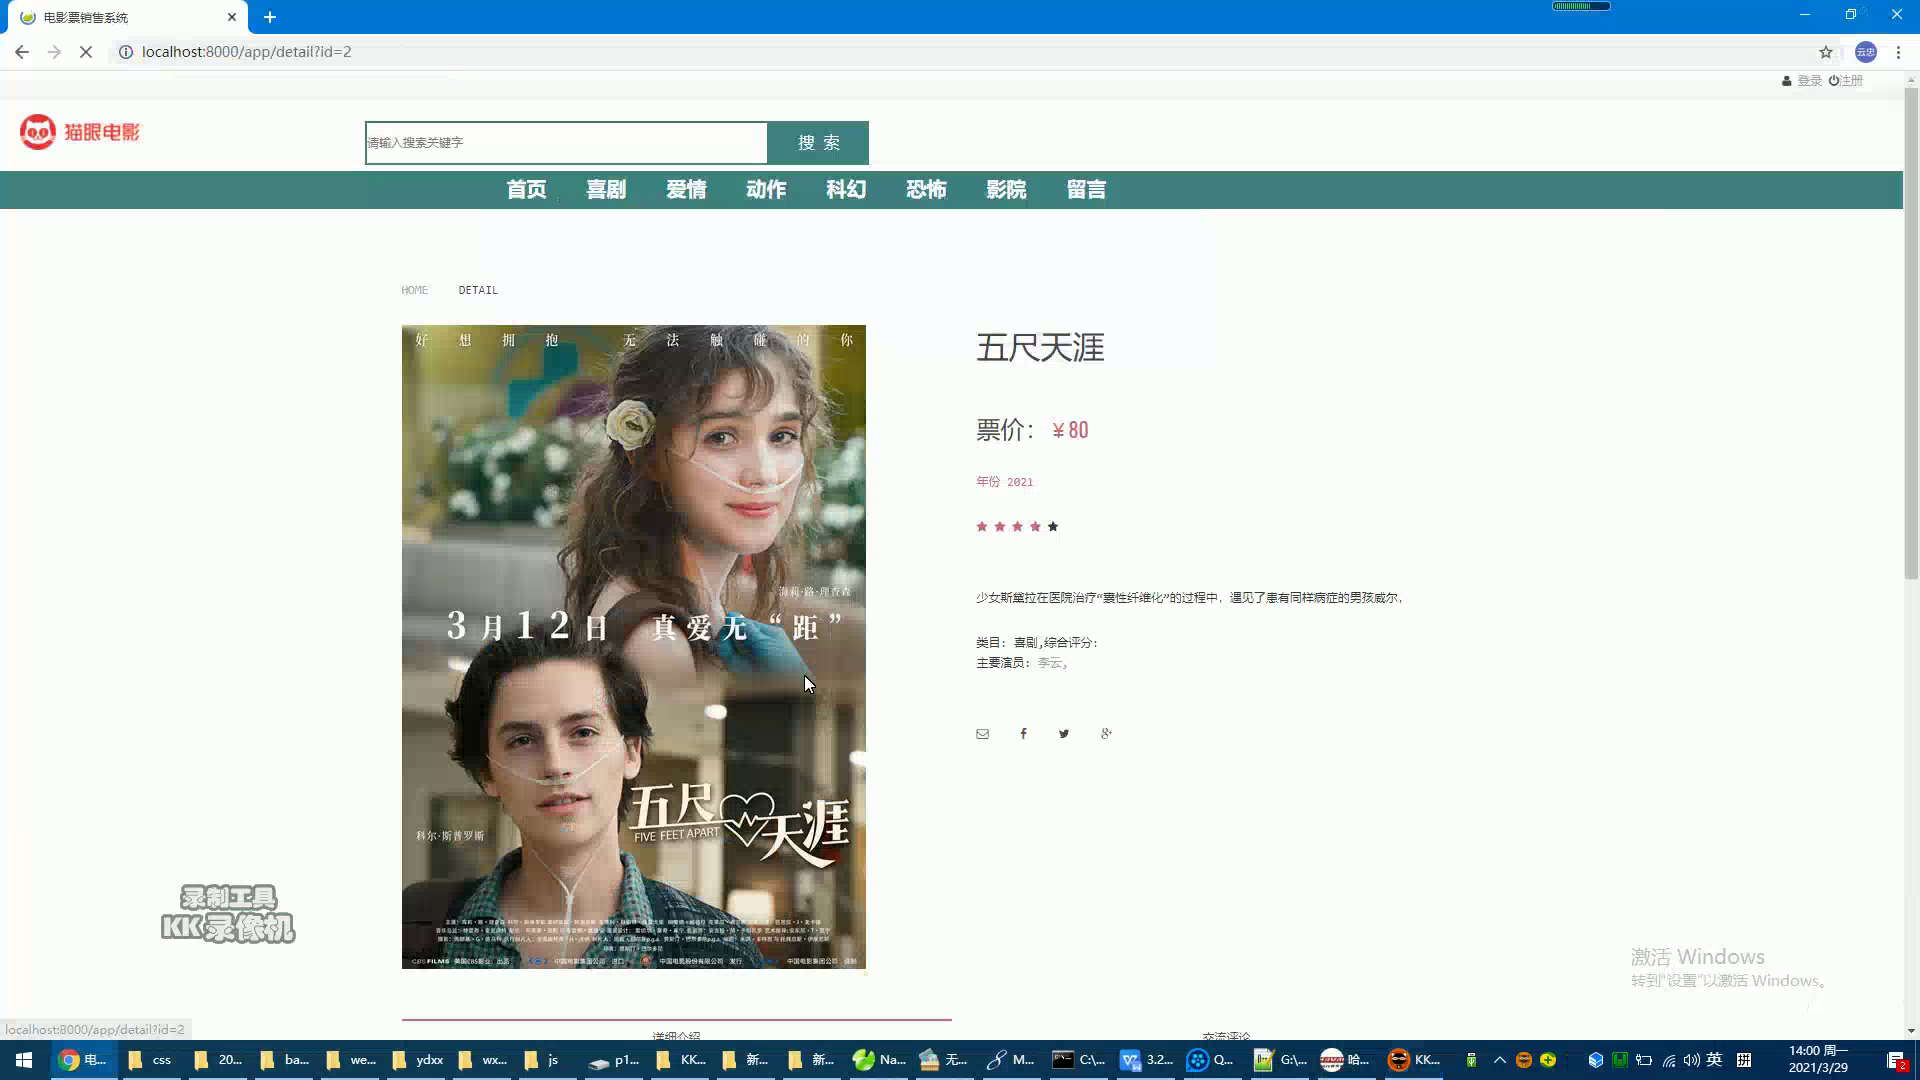 电影票销售系统
localhost:8000/app/detail?id=2
云忠
登录 注册
猫眼电影
请输入搜索关键字
搜 索
首页 喜剧 爱情 动作 科幻 恐怖 影院 留言
HOME DETAIL
好想拥抱 无法触碰的你
海莉·路·理查森
3月12日 真爱无“距”
五尺天涯
FIVE FEET APART
科尔·斯普罗斯
五尺天涯
票价： ￥80
年份 2021
少女斯黛拉在医院治疗“囊性纤维化”的过程中，遇见了患有同样病症的男孩威尔，
类目: 喜剧,综合评分:
主要演员: 李云,
录制工具
KK录像机
激活 Windows
转到"设置"以激活 Windows。
localhost:8000/app/detail?id=2
详细介绍 交流评论
电... css 20... ba... we... ydxx wx... js p1... KK... 新... 新... Na... 无... M... C:\... 3.2... Q... G:\... 哈... KK... 英
14:00 周一
2021/3/29
2